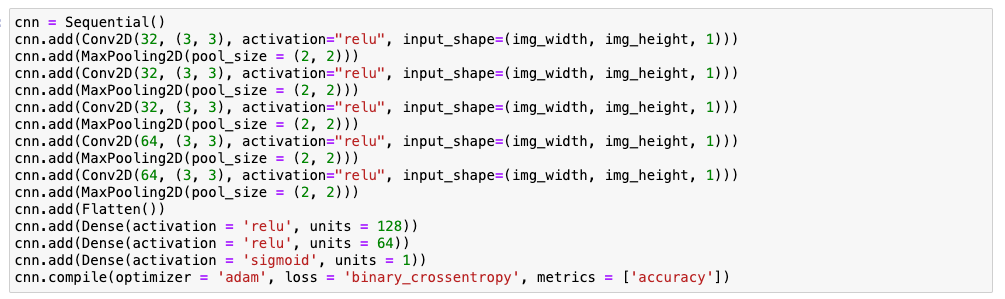 cnn = Sequential()
cnn.add(Conv2D(32, (3, 3), activation="relu", input_shape=(img_width, img_height, 1)))
cnn.add(MaxPooling2D(pool_size = (2, 2)))
cnn.add(Conv2D(32, (3, 3), activation="relu", input_shape=(img_width, img_height, 1)))
cnn.add(MaxPooling2D(pool_size = (2, 2)))
cnn.add(Conv2D(32, (3, 3), activation="relu", input_shape=(img_width, img_height, 1)))
cnn.add(MaxPooling2D(pool_size = (2, 2)))
cnn.add(Conv2D(64, (3, 3), activation="relu", input_shape=(img_width, img_height, 1)))
cnn.add(MaxPooling2D(pool_size = (2, 2)))
cnn.add(Conv2D(64, (3, 3), activation="relu", input_shape=(img_width, img_height, 1)))
cnn.add(MaxPooling2D(pool_size = (2, 2)))
cnn.add(Flatten())
cnn.add(Dense(activation = 'relu', units = 128))
cnn.add(Dense(activation = 'relu', units = 64))
cnn.add(Dense(activation = 'sigmoid', units = 1))
cnn.compile(optimizer = 'adam', loss = 'binary_crossentropy', metrics = ['accuracy'])